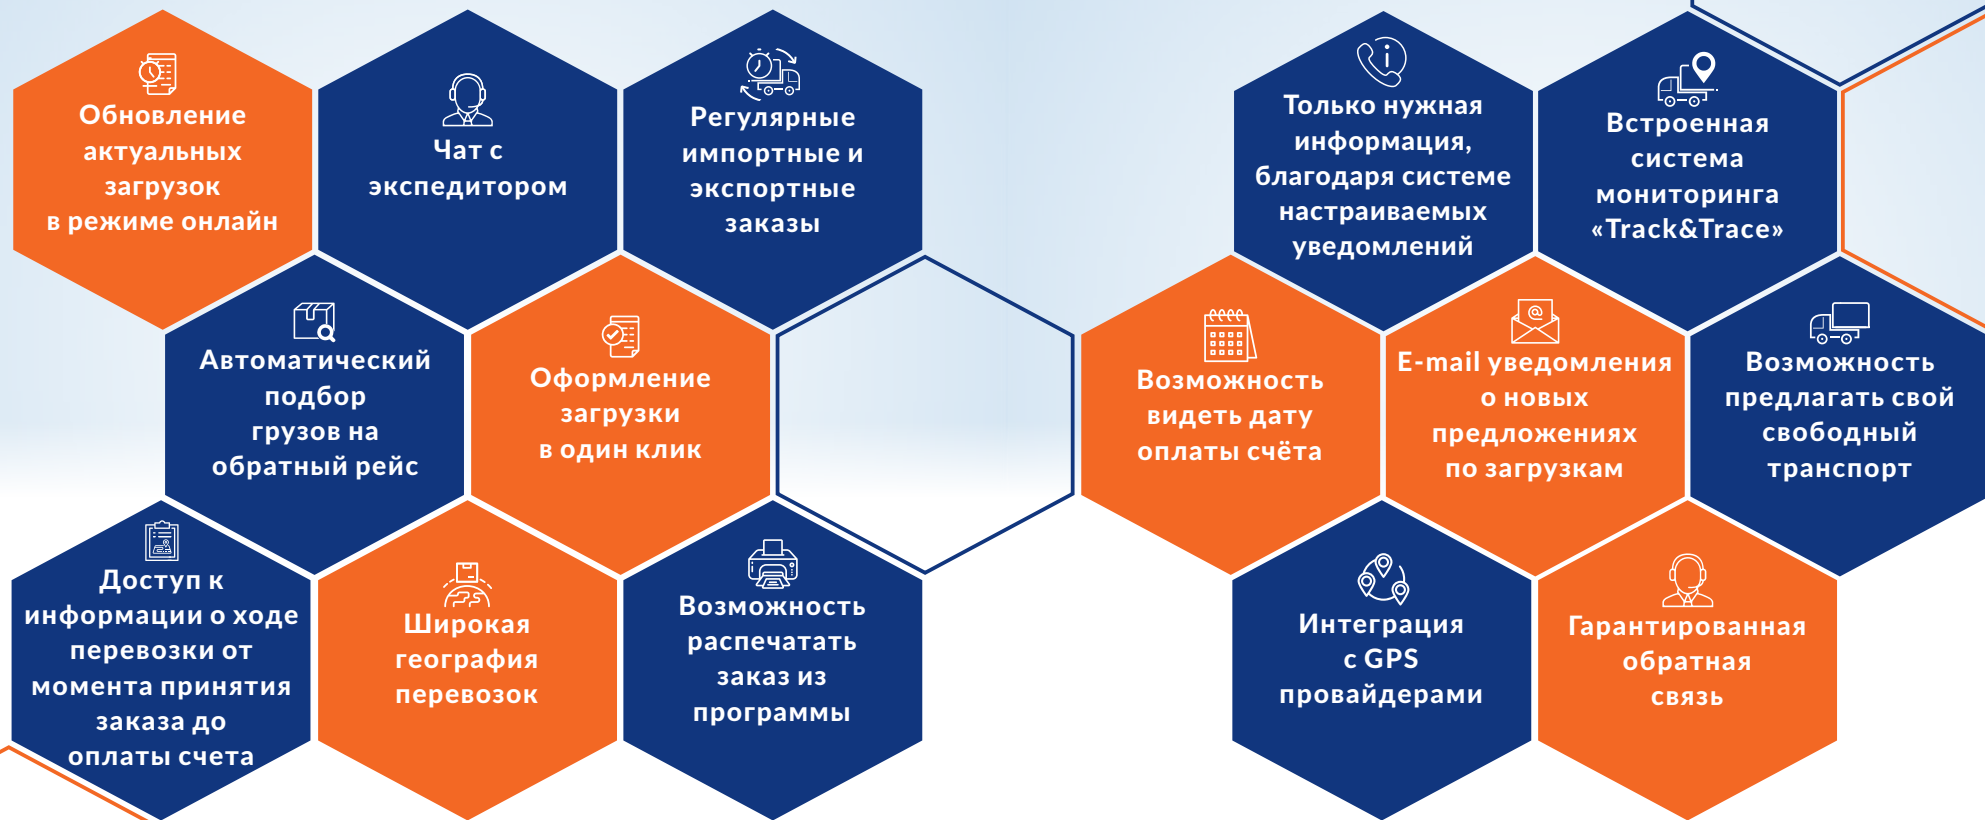 Обновление
актуальных
загрузок
в режиме онлайн
Чат с
экспедитором
Регулярные
импортные и
экспортные
заказы
Автоматический
подбор
грузов на
обратный рейс
Оформление
загрузки
в один клик
Доступ к
информации о ходе
перевозки от
момента принятия
заказа до
оплаты счета
Широкая
география
перевозок
Возможность
распечатать
заказ из
программы
Только нужная
информация,
благодаря системе
настраиваемых
уведомлений
Встроенная
система
мониторинга
«Track&Trace»
Возможность
видеть дату
оплаты счёта
E-mail уведомления
о новых
предложениях
по загрузкам
Возможность
предлагать свой
свободный
транспорт
Интеграция
с GPS
провайдерами
Гарантированная
обратная
связь